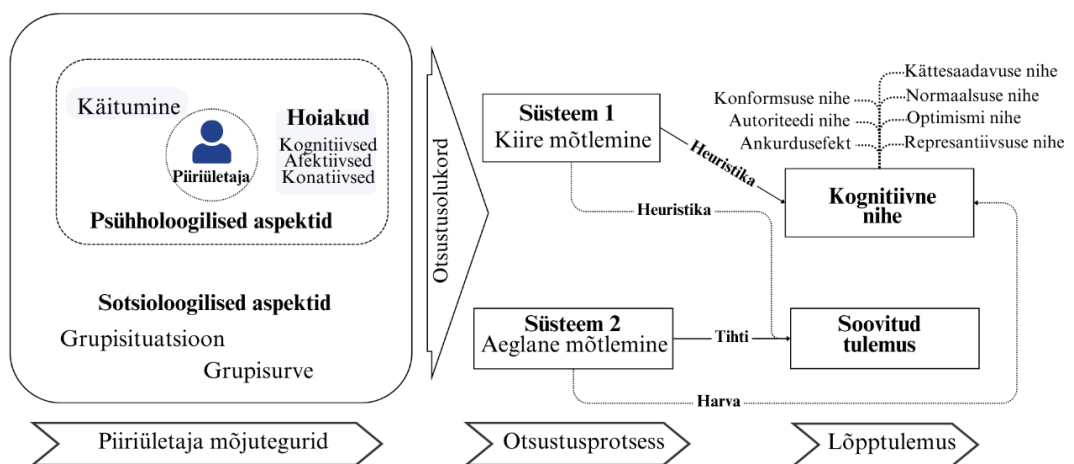 Käitumine
Piiriületaja
Hoiakud
Kognitiivsed
Afektiivsed
Konatiivsed
Psühholoogilised aspektid
Sotsioloogilised aspektid
Grupisituatsioon
Grupisurve
Otsustusolukord
Süsteem 1
Kiire mõtlemine
Heuristika
Heuristika
Süsteem 2
Aeglane mõtlemine
Tihti
Harva
Kättesaadavuse nihe
Konformsuse nihe
Normaalsuse nihe
Autoriteedi nihe
Optimismi nihe
Ankurdusefekt
Represantiivsuse nihe
Kognitiivne
nihe
Soovitud
tulemus
Piiriületaja mõjutegurid
Otsustusprotsess
Lõpptulemus